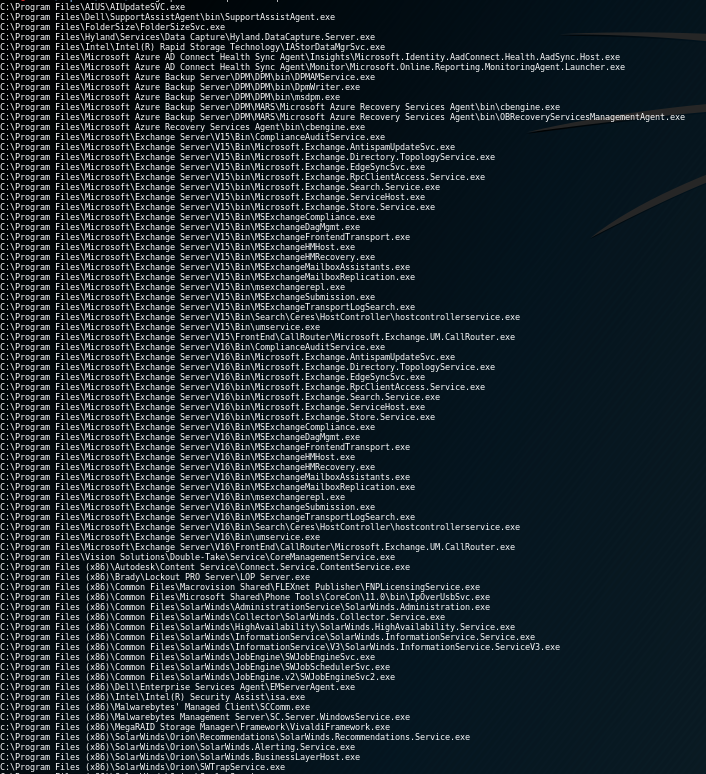 C:\Program Files\AIUS\AIUpdateSVC.exe
C:\Program Files\Dell\SupportAssistAgent\bin\SupportAssistAgent.exe
C:\Program Files\FolderSize\FolderSizeSvc.exe
C:\Program Files\Hyland\Services\Data Capture\Hyland.DataCapture.Server.exe
C:\Program Files\Intel\Intel(R) Rapid Storage Technology\IAStorDataMgrSvc.exe
C:\Program Files\Microsoft Azure AD Connect Health Sync Agent\Insights\Microsoft.Identity.AadConnect.Health.AadSync.Host.exe
C:\Program Files\Microsoft Azure AD Connect Health Sync Agent\Monitor\Microsoft.Online.Reporting.MonitoringAgent.Launcher.exe
C:\Program Files\Microsoft Azure Backup Server\DPM\DPM\bin\DPMAMService.exe
C:\Program Files\Microsoft Azure Backup Server\DPM\DPM\bin\DpmWriter.exe
C:\Program Files\Microsoft Azure Backup Server\DPM\DPM\bin\msdpm.exe
C:\Program Files\Microsoft Azure Backup Server\DPM\MARS\Microsoft Azure Recovery Services Agent\bin\cbengine.exe
C:\Program Files\Microsoft Azure Backup Server\DPM\MARS\Microsoft Azure Recovery Services Agent\bin\OBRecoveryServicesManagementAgent.exe
C:\Program Files\Microsoft Azure Recovery Services Agent\bin\cbengine.exe
C:\Program Files\Microsoft\Exchange Server\V15\Bin\ComplianceAuditService.exe
C:\Program Files\Microsoft\Exchange Server\V15\Bin\Microsoft.Exchange.AntispamUpdateSvc.exe
C:\Program Files\Microsoft\Exchange Server\V15\Bin\Microsoft.Exchange.Directory.TopologyService.exe
C:\Program Files\Microsoft\Exchange Server\V15\Bin\Microsoft.Exchange.EdgeSyncSvc.exe
C:\Program Files\Microsoft\Exchange Server\V15\Bin\Microsoft.Exchange.RpcClientAccess.Service.exe
C:\Program Files\Microsoft\Exchange Server\V15\Bin\Microsoft.Exchange.Search.Service.exe
C:\Program Files\Microsoft\Exchange Server\V15\Bin\Microsoft.Exchange.ServiceHost.exe
C:\Program Files\Microsoft\Exchange Server\V15\Bin\Microsoft.Exchange.Store.Service.exe
C:\Program Files\Microsoft\Exchange Server\V15\Bin\MSExchangeCompliance.exe
C:\Program Files\Microsoft\Exchange Server\V15\Bin\MSExchangeDagMgmt.exe
C:\Program Files\Microsoft\Exchange Server\V15\Bin\MSExchangeFrontendTransport.exe
C:\Program Files\Microsoft\Exchange Server\V15\Bin\MSExchangeHMHost.exe
C:\Program Files\Microsoft\Exchange Server\V15\Bin\MSExchangeHMRecovery.exe
C:\Program Files\Microsoft\Exchange Server\V15\Bin\MSExchangeMailboxAssistants.exe
C:\Program Files\Microsoft\Exchange Server\V15\Bin\MSExchangeMailboxReplication.exe
C:\Program Files\Microsoft\Exchange Server\V15\Bin\msexchangerepl.exe
C:\Program Files\Microsoft\Exchange Server\V15\Bin\MSExchangeSubmission.exe
C:\Program Files\Microsoft\Exchange Server\V15\Bin\MSExchangeTransportLogSearch.exe
C:\Program Files\Microsoft\Exchange Server\V15\Bin\Search\Ceres\HostController\hostcontrollerservice.exe
C:\Program Files\Microsoft\Exchange Server\V15\Bin\umservice.exe
C:\Program Files\Microsoft\Exchange Server\V15\FrontEnd\CallRouter\Microsoft.Exchange.UM.CallRouter.exe
C:\Program Files\Microsoft\Exchange Server\V16\Bin\ComplianceAuditService.exe
C:\Program Files\Microsoft\Exchange Server\V16\Bin\Microsoft.Exchange.AntispamUpdateSvc.exe
C:\Program Files\Microsoft\Exchange Server\V16\Bin\Microsoft.Exchange.Directory.TopologyService.exe
C:\Program Files\Microsoft\Exchange Server\V16\Bin\Microsoft.Exchange.EdgeSyncSvc.exe
C:\Program Files\Microsoft\Exchange Server\V16\Bin\Microsoft.Exchange.RpcClientAccess.Service.exe
C:\Program Files\Microsoft\Exchange Server\V16\Bin\Microsoft.Exchange.Search.Service.exe
C:\Program Files\Microsoft\Exchange Server\V16\Bin\Microsoft.Exchange.ServiceHost.exe
C:\Program Files\Microsoft\Exchange Server\V16\Bin\Microsoft.Exchange.Store.Service.exe
C:\Program Files\Microsoft\Exchange Server\V16\Bin\MSExchangeCompliance.exe
C:\Program Files\Microsoft\Exchange Server\V16\Bin\MSExchangeDagMgmt.exe
C:\Program Files\Microsoft\Exchange Server\V16\Bin\MSExchangeFrontendTransport.exe
C:\Program Files\Microsoft\Exchange Server\V16\Bin\MSExchangeHMHost.exe
C:\Program Files\Microsoft\Exchange Server\V16\Bin\MSExchangeHMRecovery.exe
C:\Program Files\Microsoft\Exchange Server\V16\Bin\MSExchangeMailboxAssistants.exe
C:\Program Files\Microsoft\Exchange Server\V16\Bin\MSExchangeMailboxReplication.exe
C:\Program Files\Microsoft\Exchange Server\V16\Bin\msexchangerepl.exe
C:\Program Files\Microsoft\Exchange Server\V16\Bin\MSExchangeSubmission.exe
C:\Program Files\Microsoft\Exchange Server\V16\Bin\MSExchangeTransportLogSearch.exe
C:\Program Files\Microsoft\Exchange Server\V16\Bin\Search\Ceres\HostController\hostcontrollerservice.exe
C:\Program Files\Microsoft\Exchange Server\V16\Bin\umservice.exe
C:\Program Files\Microsoft\Exchange Server\V16\FrontEnd\CallRouter\Microsoft.Exchange.UM.CallRouter.exe
C:\Program Files\Vision Solutions\Double-Take\Service\CoreManagementService.exe
C:\Program Files (x86)\Autodesk\Content Service\Connect.Service.ContentService.exe
C:\Program Files (x86)\Brady\Lockout PRO Server\LOP Server.exe
C:\Program Files (x86)\Common Files\Macrovision Shared\FLEXnet Publisher\FNPLicensingService.exe
C:\Program Files (x86)\Common Files\Microsoft Shared\Phone Tools\CoreCon\11.0\bin\IpOverUsbSvc.exe
C:\Program Files (x86)\Common Files\SolarWinds\AdministrationService\SolarWinds.Administration.exe
C:\Program Files (x86)\Common Files\SolarWinds\Collector\SolarWinds.Collector.Service.exe
C:\Program Files (x86)\Common Files\SolarWinds\HighAvailability\SolarWinds.HighAvailability.Service.exe
C:\Program Files (x86)\Common Files\SolarWinds\InformationService\SolarWinds.InformationService.Service.exe
C:\Program Files (x86)\Common Files\SolarWinds\InformationService\V3\SolarWinds.InformationService.ServiceV3.exe
C:\Program Files (x86)\Common Files\SolarWinds\JobEngine\SWJobEngineSvc.exe
C:\Program Files (x86)\Common Files\SolarWinds\JobEngine\SWJobSchedulerSvc.exe
C:\Program Files (x86)\Common Files\SolarWinds\JobEngine.v2\SWJobEngineSvc2.exe
C:\Program Files (x86)\Dell\Enterprise Services Agent\EMServerAgent.exe
C:\Program Files (x86)\Intel\Intel(R) Security Assist\isa.exe
C:\Program Files (x86)\Malwarebytes' Managed Client\SCComm.exe
C:\Program Files (x86)\Malwarebytes Management Server\SC.Server.WindowsService.exe
c:\Program Files (x86)\MegaRAID Storage Manager\Framework\VivaldiFramework.exe
C:\Program Files (x86)\SolarWinds\Orion\Recommendations\SolarWinds.Recommendations.Service.exe
C:\Program Files (x86)\SolarWinds\Orion\SolarWinds.Alerting.Service.exe
C:\Program Files (x86)\SolarWinds\Orion\SolarWinds.BusinessLayerHost.exe
C:\Program Files (x86)\SolarWinds\Orion\SWTrapService.exe